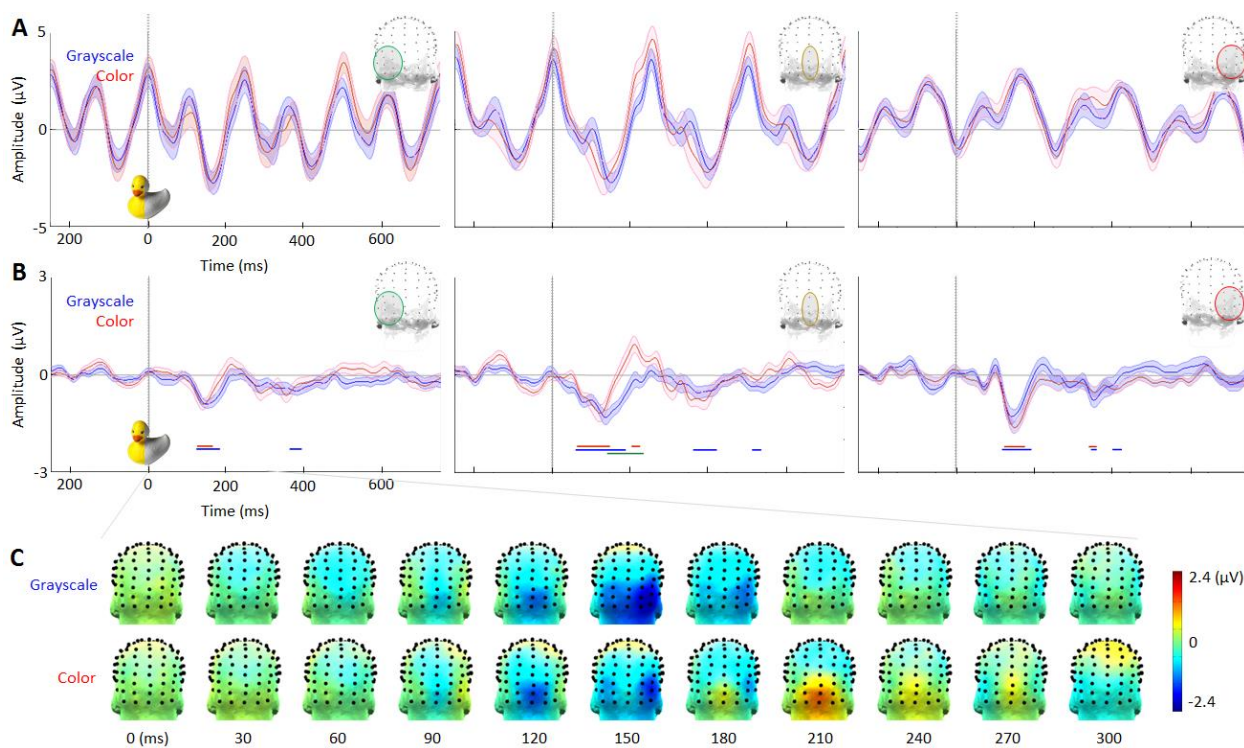 A
Grayscale
Color
Amplitude (µV)
5
0
-5
200 0 200 400 600
Time (ms)
B
Grayscale
Color
Amplitude (µV)
3
0
-3
200 0 200 400 600
Time (ms)
C
Grayscale
Color
0 (ms) 30 60 90 120 150 180 210 240 270 300
2.4 (µV)
0
-2.4